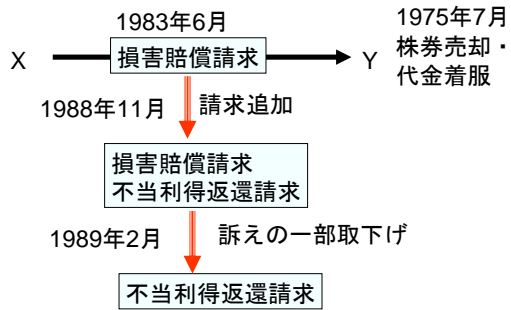 1983年6月
1975年7月
株券売却・
代金着服
X
損害賠償請求
Y
1988年11月
請求追加
損害賠償請求
不当利得返還請求
1989年2月
訴えの一部取下げ
不当利得返還請求